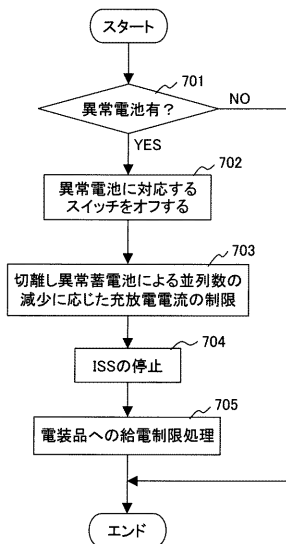 スタート
701
異常電池有?
NO
YES
702
異常電池に対応する
スイッチをオフする
703
切離し異常蓄電池による並列数の
減少に応じた充放電電流の制限
704
ISSの停止
705
電装品への給電制限処理
エンド